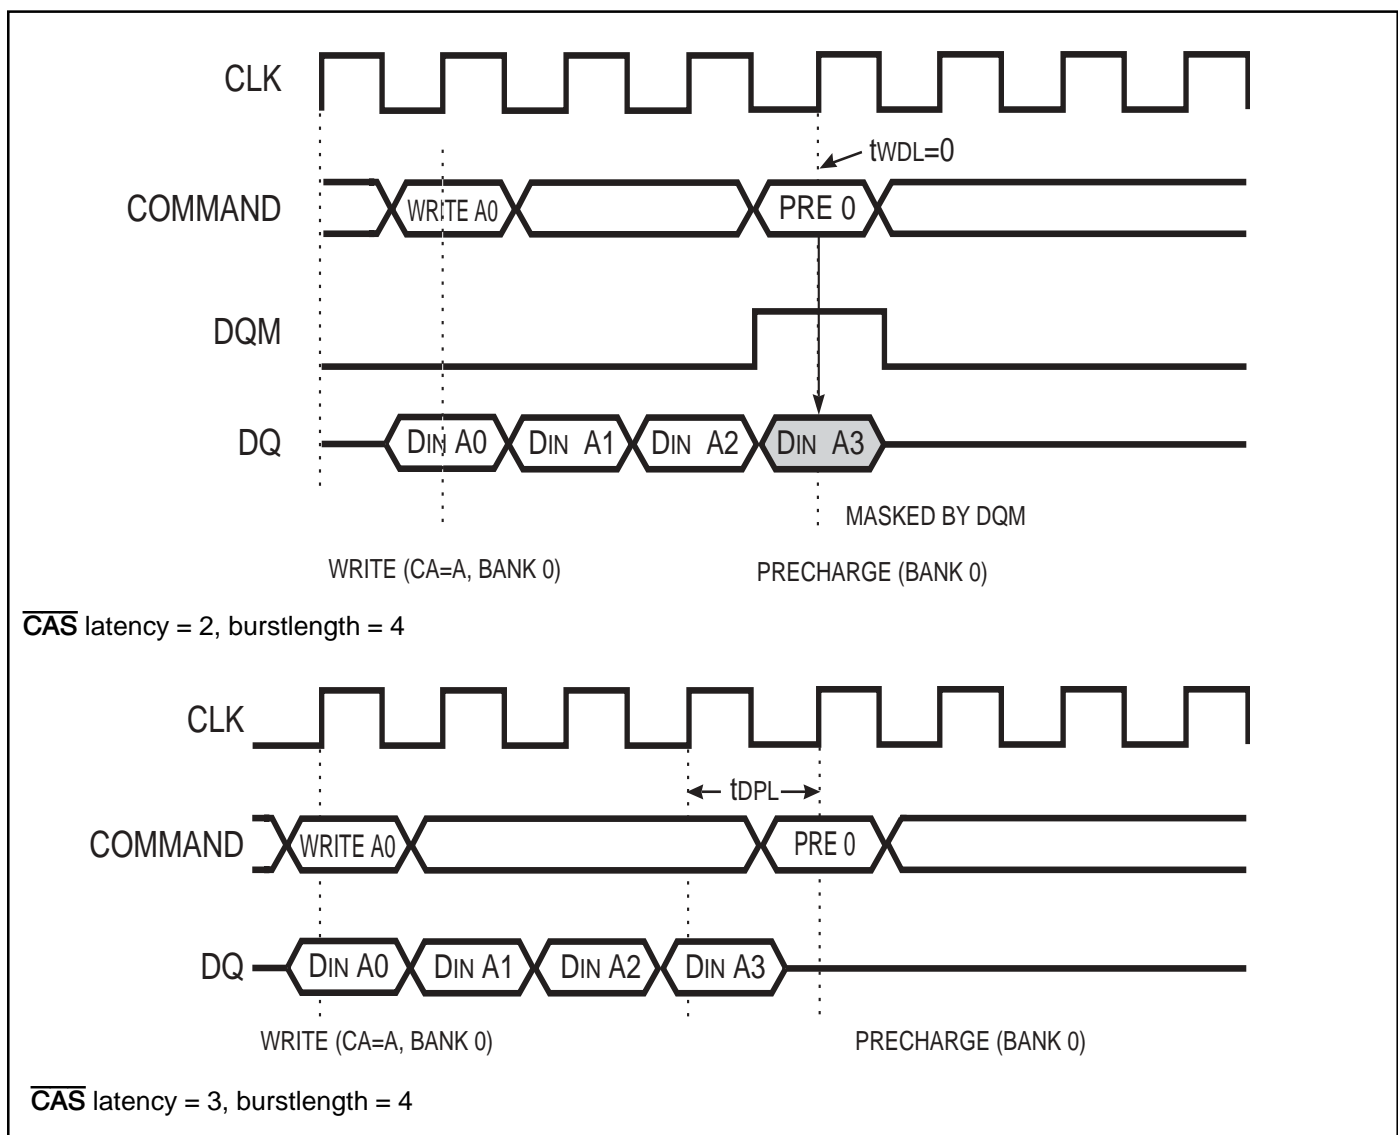 CLK
tWDL=0
COMMAND WRITE A0 PRE 0
DQM
DQ DIN A0 DIN A1 DIN A2 DIN A3
MASKED BY DQM
WRITE (CA=A, BANK 0) PRECHARGE (BANK 0)
CAS latency = 2, burstlength = 4
CLK
tDPL
COMMAND WRITE A0 PRE 0
DQ DIN A0 DIN A1 DIN A2 DIN A3
WRITE (CA=A, BANK 0) PRECHARGE (BANK 0)
CAS latency = 3, burstlength = 4